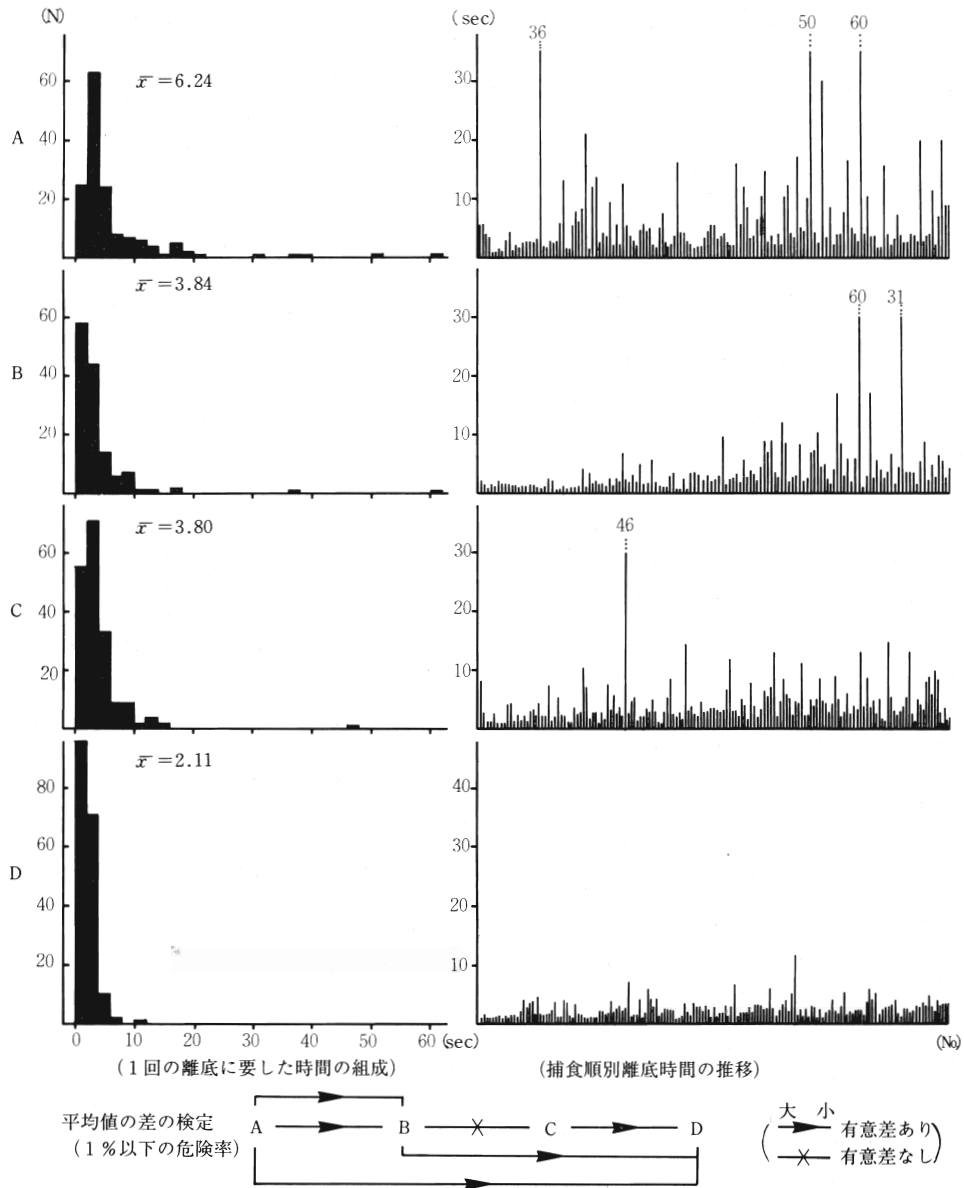 (N)
60
A 40
20
x̄=6.24
(sec)
36
50 60
30
20
10
60
B 40
20
x̄=3.84
60 31
30
20
10
60
C 40
20
x̄=3.80
46
30
20
10
80
60
D
40
20
x̄=2.11
40
30
20
10
0 10 20 30 40 50 60 (sec)
(No.)
(1回の離底に要した時間の組成)
(捕食順別離底時間の推移)
平均値の差の検定
(1%以下の危険率)
A B C D
大 小
有意差あり
有意差なし